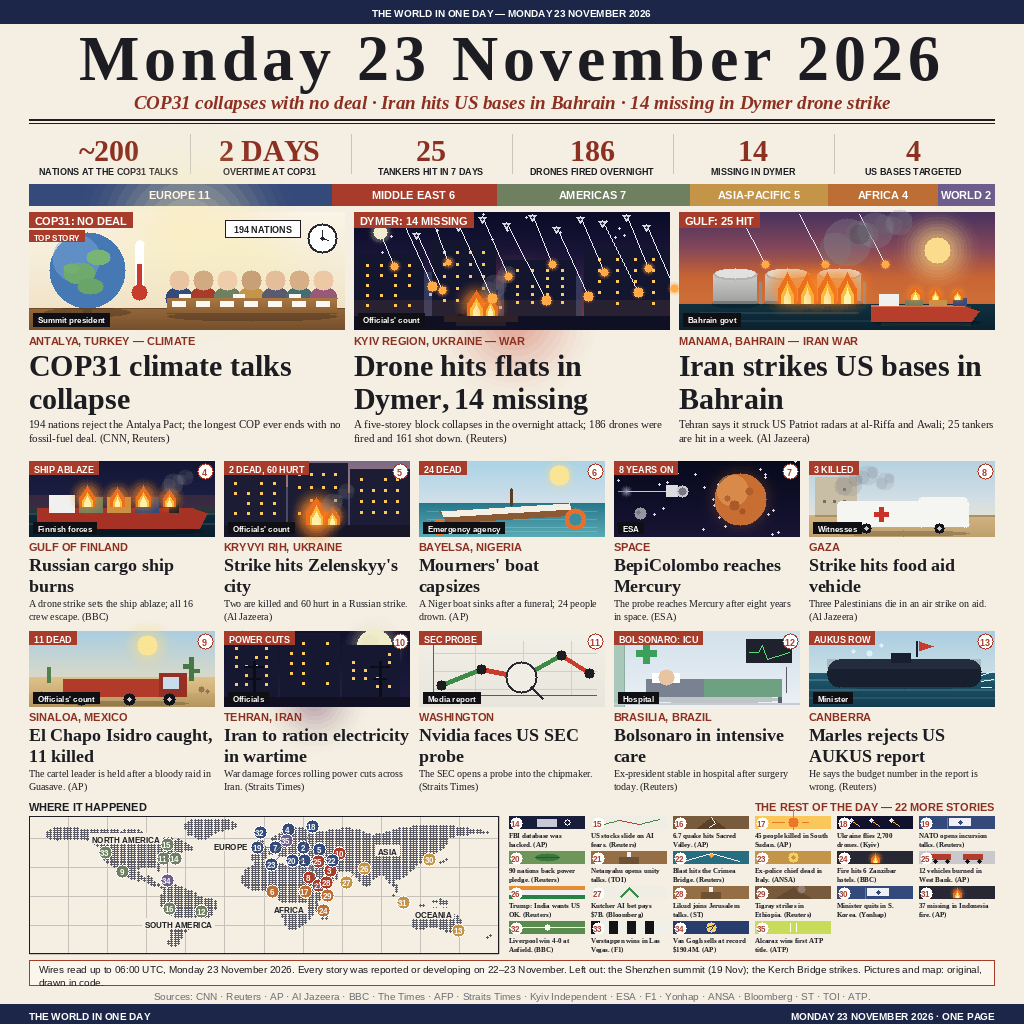 THE WORLD IN ONE DAY — MONDAY 23 NOVEMBER 2026
Monday 23 November 2026
COP31 collapses with no deal · Iran hits US bases in Bahrain · 14 missing in Dymer drone strike
~200
NATIONS AT THE COP31 TALKS
2 DAYS
OVERTIME AT COP31
25
TANKERS HIT IN 7 DAYS
186
DRONES FIRED OVERNIGHT
14
MISSING IN DYMER
4
US BASES TARGETED
EUROPE 11
MIDDLE EAST 6
AMERICAS 7
ASIA-PACIFIC 5
AFRICA 4
WORLD 2
COP31: NO DEAL
TOP STORY
194 NATIONS
Summit president
ANTALYA, TURKEY — CLIMATE
COP31 climate talks
collapse
194 nations reject the Antalya Pact; the longest COP ever ends with no
fossil-fuel deal. (CNN, Reuters)
DYMER: 14 MISSING
Officials' count
KYIV REGION, UKRAINE — WAR
Drone hits flats in
Dymer, 14 missing
A five-storey block collapses in the overnight attack; 186 drones were
fired and 161 shot down. (Reuters)
GULF: 25 HIT
Bahrain govt
MANAMA, BAHRAIN — IRAN WAR
Iran strikes US bases in
Bahrain
Tehran says it struck US Patriot radars at al-Riffa and Awali; 25 tankers
are hit in a week. (Al Jazeera)
SHIP ABLAZE
4
Finnish forces
GULF OF FINLAND
Russian cargo ship
burns
A drone strike sets the ship ablaze; all 16
crew escape. (BBC)
2 DEAD, 60 HURT
5
Officials' count
KRYVYI RIH, UKRAINE
Strike hits Zelenskyy's
city
Two are killed and 60 hurt in a Russian strike.
(Al Jazeera)
24 DEAD
6
Emergency agency
BAYELSA, NIGERIA
Mourners' boat
capsizes
A Niger boat sinks after a funeral; 24 people
drown. (AP)
8 YEARS ON
7
ESA
SPACE
BepiColombo reaches
Mercury
The probe reaches Mercury after eight years
in space. (ESA)
3 KILLED
8
Witnesses
GAZA
Strike hits food aid
vehicle
Three Palestinians die in an air strike on aid.
(Al Jazeera)
11 DEAD
9
Officials' count
SINALOA, MEXICO
El Chapo Isidro caught,
11 killed
The cartel leader is held after a bloody raid in
Guasave. (AP)
POWER CUTS
10
Officials
TEHRAN, IRAN
Iran to ration electricity
in wartime
War damage forces rolling power cuts across
Iran. (Straits Times)
SEC PROBE
11
Media report
WASHINGTON
Nvidia faces US SEC
probe
The SEC opens a probe into the chipmaker.
(Straits Times)
BOLSONARO: ICU
12
Hospital
BRASILIA, BRAZIL
Bolsonaro in intensive
care
Ex-president stable in hospital after surgery
today. (Reuters)
AUKUS ROW
13
Minister
CANBERRA
Marles rejects US
AUKUS report
He says the budget number in the report is
wrong. (Reuters)
WHERE IT HAPPENED
NORTH AMERICA
EUROPE
ASIA
AFRICA
SOUTH AMERICA
OCEANIA
THE REST OF THE DAY — 22 MORE STORIES
14
FBI database was
hacked. (AP)
15
US stocks slide on AI
fears. (Reuters)
16
6.7 quake hits Sacred
Valley. (AP)
17
45 people killed in South
Sudan. (AP)
18
Ukraine flies 2,700
drones. (Kyiv)
19
NATO opens incursion
talks. (Reuters)
20
90 nations back power
pledge. (Reuters)
21
Netanyahu opens unity
talks. (TOI)
22
Blast hits the Crimea
Bridge. (Reuters)
23
Ex-police chief dead in
Italy. (ANSA)
24
Fire hits 6 Zanzibar
hotels. (BBC)
25
12 vehicles burned in
West Bank. (AP)
26
Trump: India wants US
OK. (Reuters)
27
Kutcher AI bet pays
$7B. (Bloomberg)
28
Likud joins Jerusalem
talks. (ST)
29
Tigray strikes in
Ethiopia. (Reuters)
30
Minister quits in S.
Korea. (Yonhap)
31
37 missing in Indonesia
fire. (AP)
32
Liverpool win 4-0 at
Anfield. (BBC)
33
Verstappen wins in Las
Vegas. (F1)
34
Van Gogh sells at record
$190.4M. (AP)
35
Alcaraz wins first ATP
title. (ATP)
Wires read up to 06:00 UTC, Monday 23 November 2026. Every story was reported or developing on 22–23 November. Left out: the Shenzhen summit (19 Nov); the Kerch Bridge strikes. Pictures and map: original,
drawn in code.
Sources: CNN · Reuters · AP · Al Jazeera · BBC · The Times · AFP · Straits Times · Kyiv Independent · ESA · F1 · Yonhap · ANSA · Bloomberg · ST · TOI · ATP.
THE WORLD IN ONE DAY
MONDAY 23 NOVEMBER 2026 · ONE PAGE